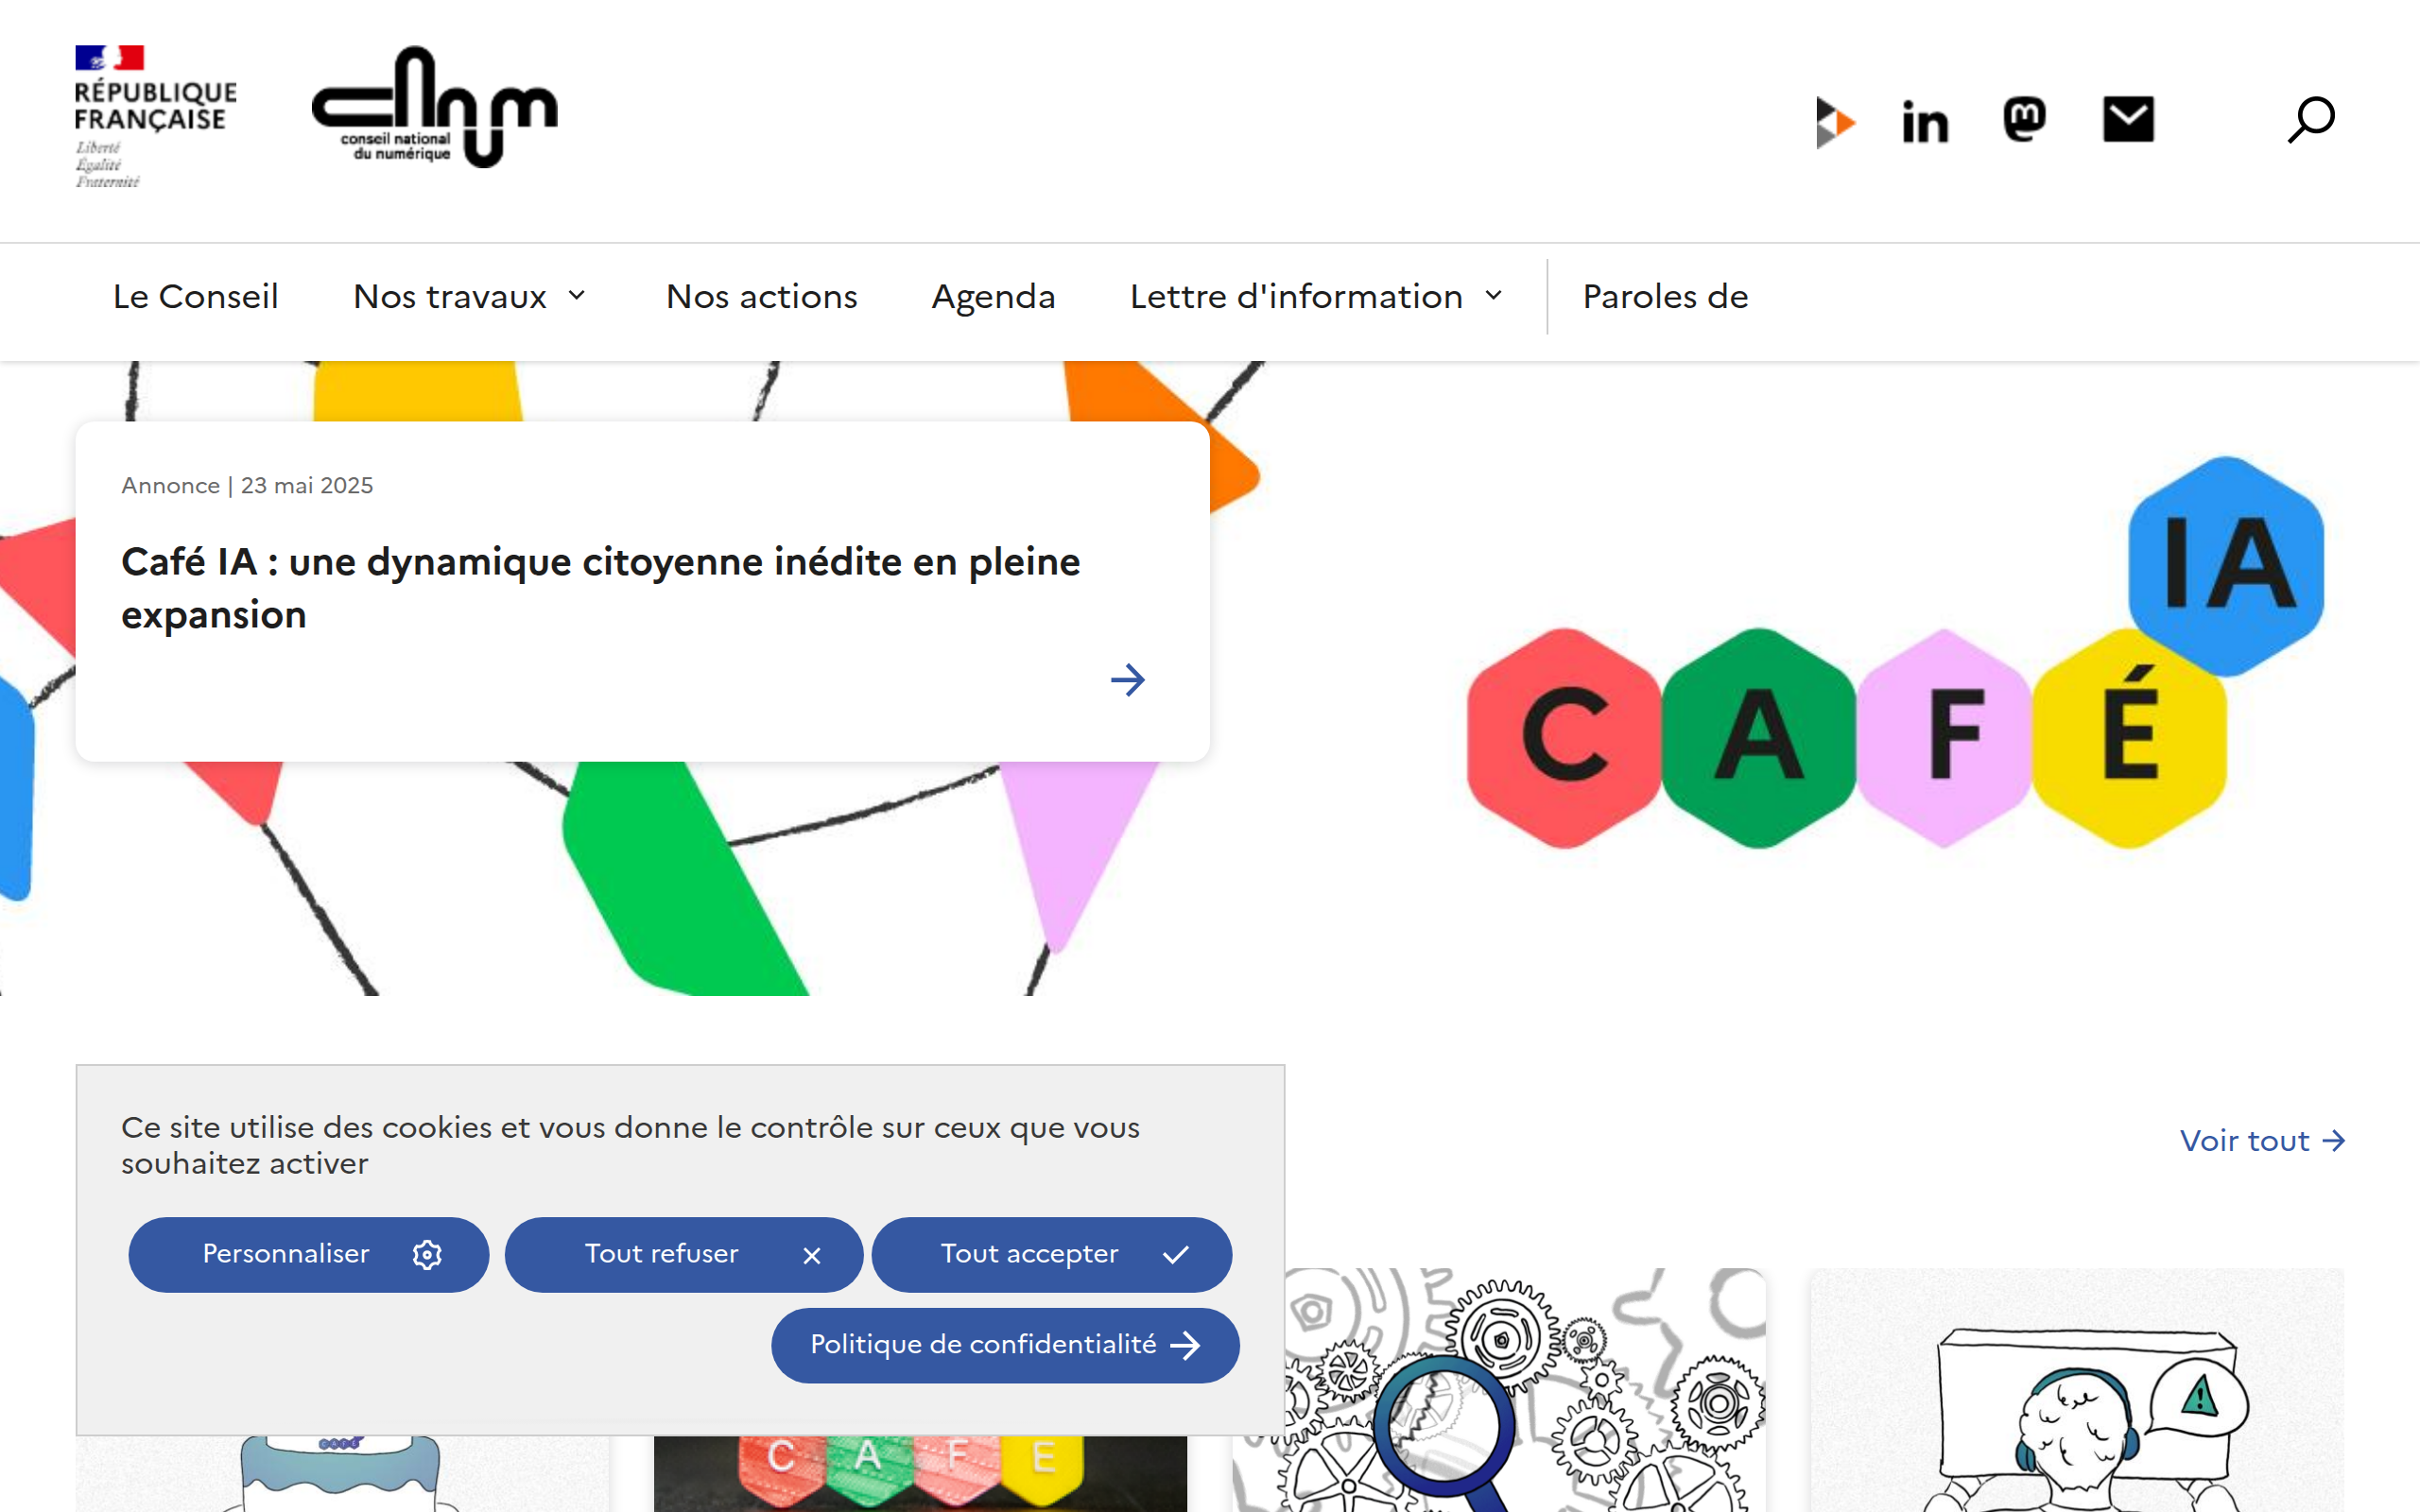 RÉPUBLIQUE
FRANÇAISE
Liberté
Égalité
Fraternité
cnnum
conseil national
du numérique
in
Le Conseil
Nos travaux
Nos actions
Agenda
Lettre d'information
Paroles de
Annonce | 23 mai 2025
Café IA : une dynamique citoyenne inédite en pleine
expansion
IA
C A F É
Ce site utilise des cookies et vous donne le contrôle sur ceux que vous
souhaitez activer
Voir tout
Personnaliser
Tout refuser
Tout accepter
Politique de confidentialité
CAFÉ
C A F E